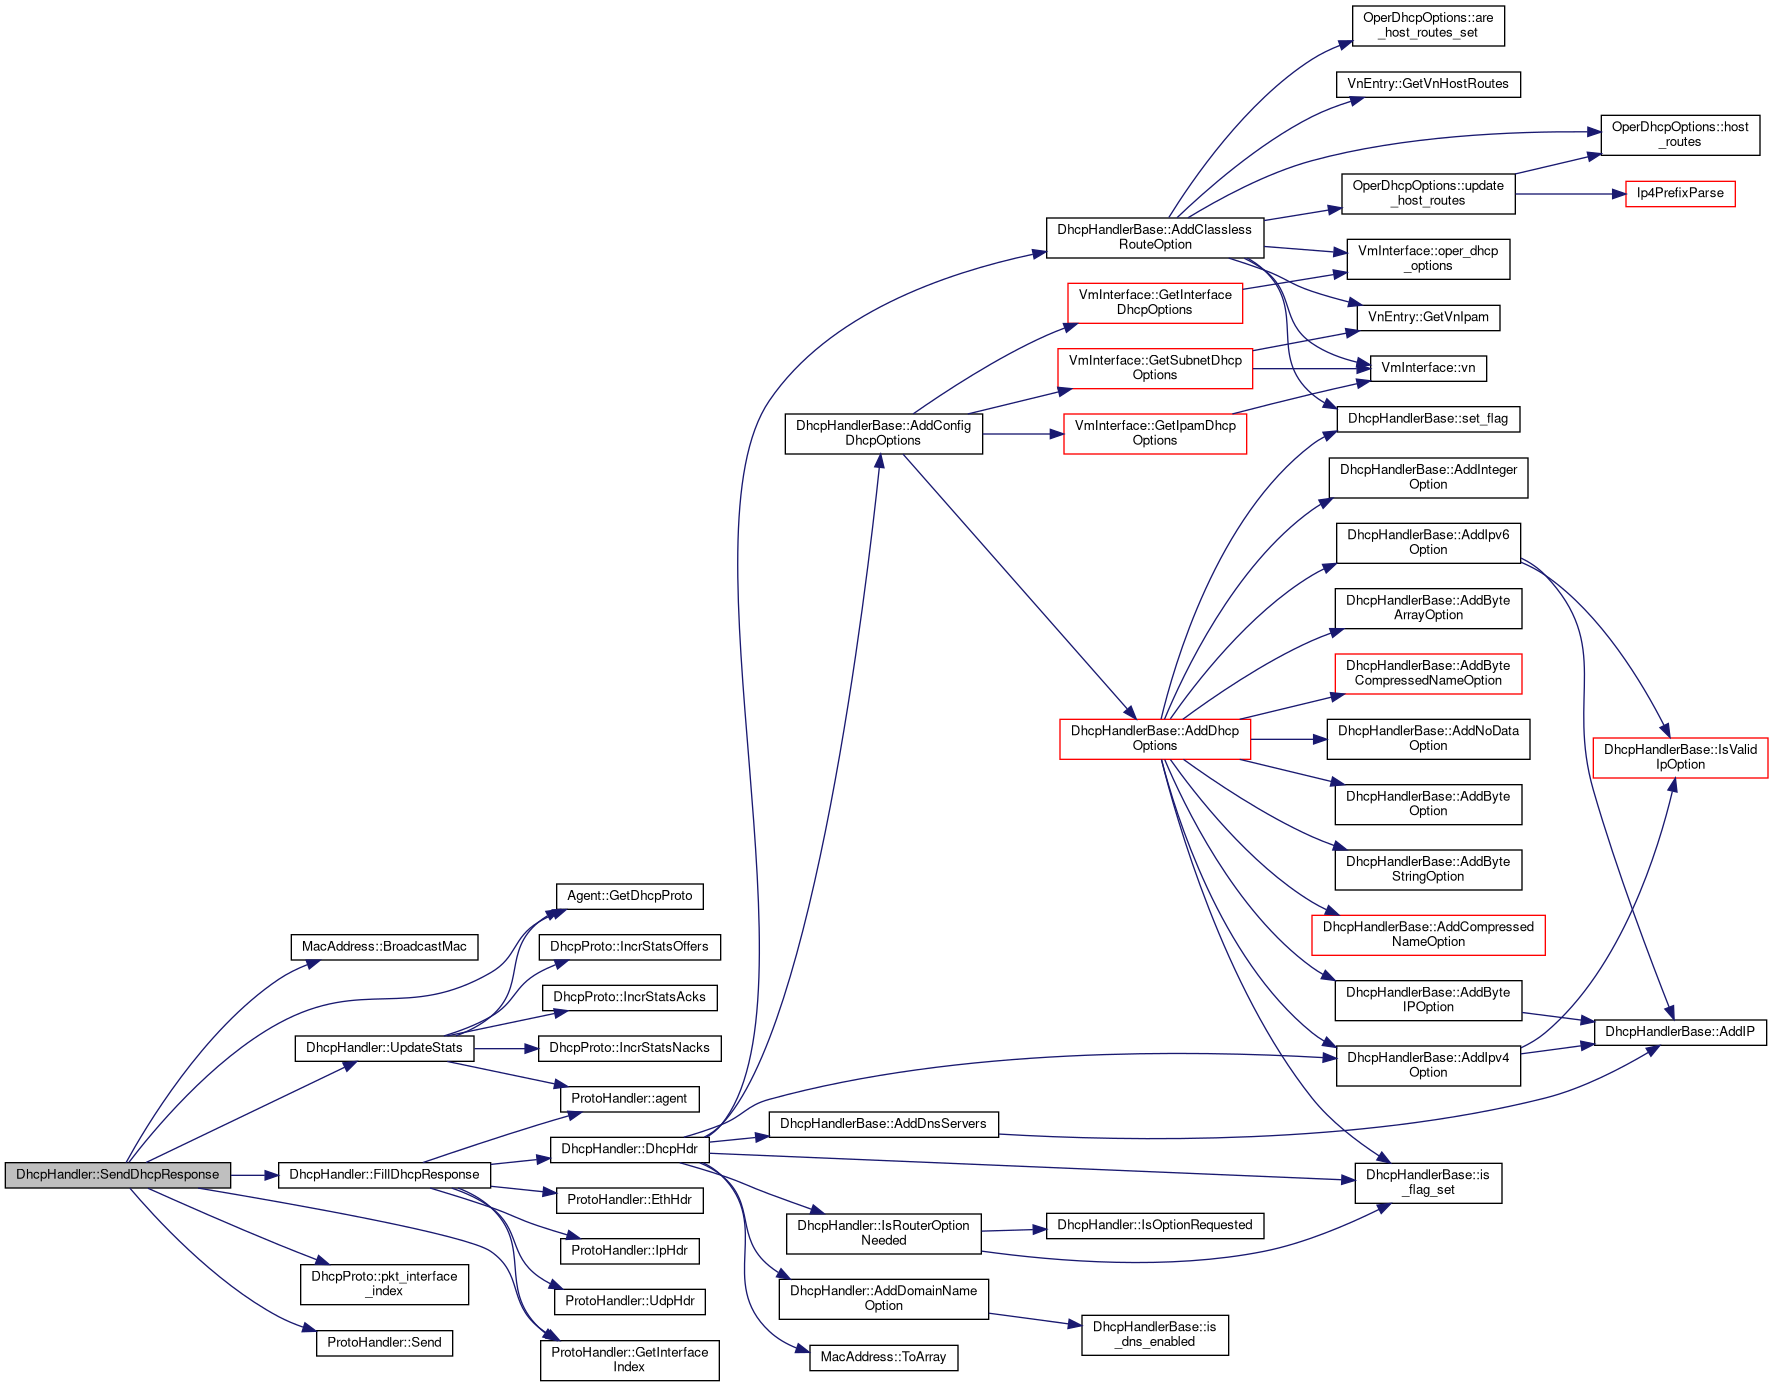 OperDhcpOptions::are
_host_routes_set
VnEntry::GetVnHostRoutes
OperDhcpOptions::host
_routes
OperDhcpOptions::update
_host_routes
Ip4PrefixParse
DhcpHandlerBase::AddClassless
RouteOption
VmInterface::oper_dhcp
_options
VmInterface::GetInterface
DhcpOptions
VnEntry::GetVnIpam
VmInterface::GetSubnetDhcp
Options
VmInterface::vn
DhcpHandlerBase::AddConfig
DhcpOptions
VmInterface::GetIpamDhcp
Options
DhcpHandlerBase::set_flag
DhcpHandlerBase::AddInteger
Option
DhcpHandlerBase::AddIpv6
Option
DhcpHandlerBase::AddByte
ArrayOption
DhcpHandlerBase::AddByte
CompressedNameOption
DhcpHandlerBase::AddDhcp
Options
DhcpHandlerBase::AddNoData
Option
DhcpHandlerBase::IsValid
IpOption
DhcpHandlerBase::AddByte
Option
DhcpHandlerBase::AddByte
StringOption
Agent::GetDhcpProto
DhcpHandlerBase::AddCompressed
NameOption
MacAddress::BroadcastMac
DhcpProto::IncrStatsOffers
DhcpProto::IncrStatsAcks
DhcpHandlerBase::AddByte
IPOption
DhcpHandlerBase::AddIP
DhcpHandler::UpdateStats
DhcpProto::IncrStatsNacks
DhcpHandlerBase::AddIpv4
Option
ProtoHandler::agent
DhcpHandlerBase::AddDnsServers
DhcpHandler::DhcpHdr
DhcpHandler::SendDhcpResponse
DhcpHandler::FillDhcpResponse
DhcpHandlerBase::is
_flag_set
ProtoHandler::EthHdr
DhcpHandler::IsRouterOption
Needed
DhcpHandler::IsOptionRequested
ProtoHandler::IpHdr
DhcpProto::pkt_interface
_index
ProtoHandler::UdpHdr
DhcpHandler::AddDomainName
Option
DhcpHandlerBase::is
_dns_enabled
ProtoHandler::Send
ProtoHandler::GetInterface
Index
MacAddress::ToArray